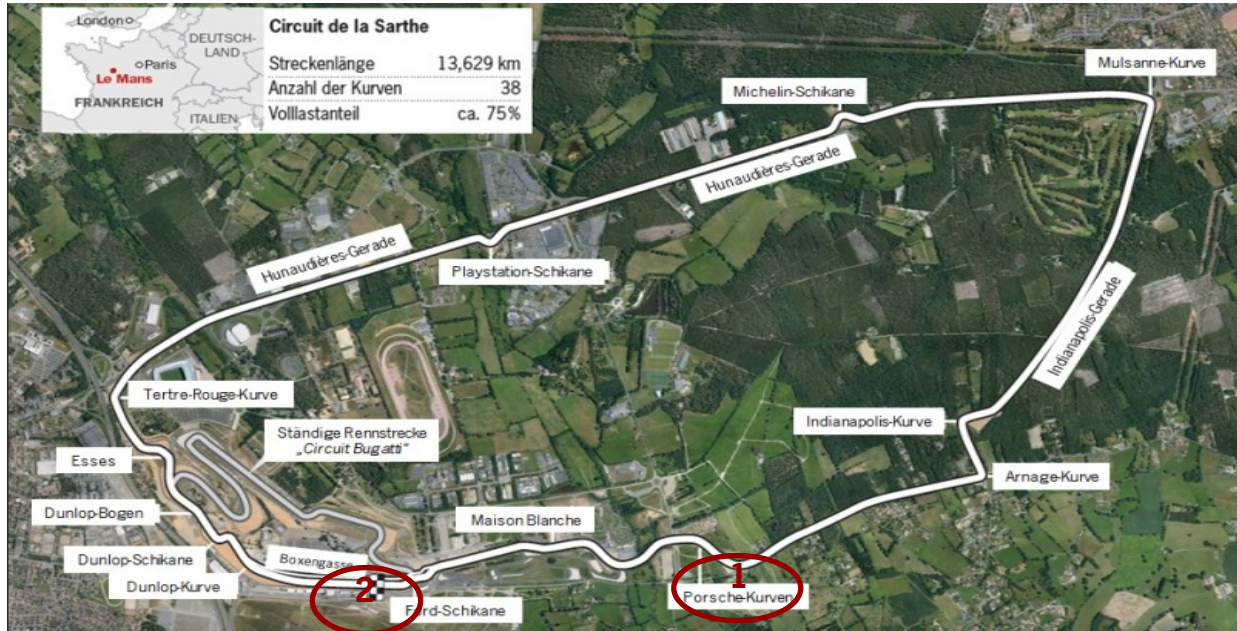 London
DEUTSCH-
LAND
Paris
Le Mans
FRANKREICH
ITALIEN
Circuit de la Sarthe
Streckenlänge 13,629 km
Anzahl der Kurven 38
Volllastanteil ca. 75%
Mulsanne-Kurve
Michelin-Schikane
Hunaudières-Gerade
Hunaudières-Gerade
Playstation-Schikane
Indianapolis-Gerade
Tertre-Rouge-Kurve
Indianapolis-Kurve
Ständige Rennstrecke
„Circuit Bugatti“
Esses
Arnage-Kurve
Dunlop-Bogen
Maison Blanche
Dunlop-Schikane
Boxengasse
Dunlop-Kurve
2
1
Porsche-Kurven
Ford-Schikane